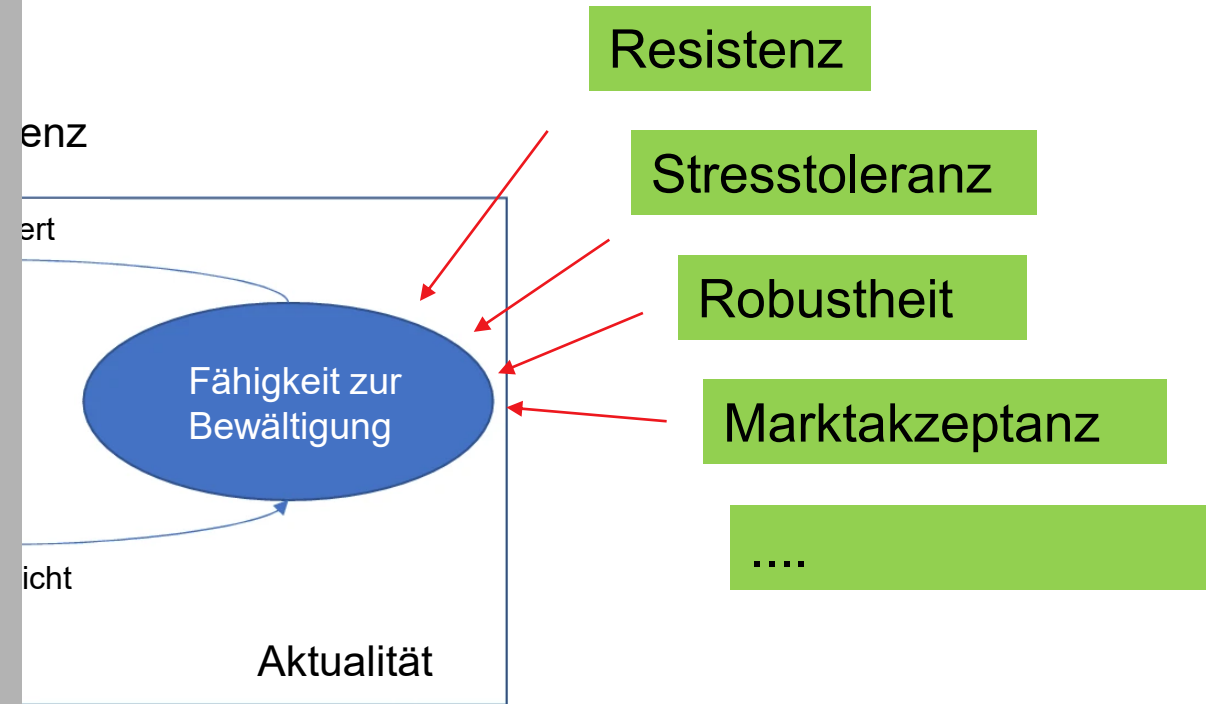 Resistenz
enz
Stresstoleranz
ert
Robustheit
Fähigkeit zur
Bewältigung
Marktakzeptanz
....
icht
Aktualität